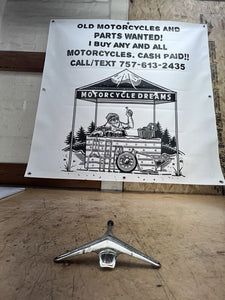 OLD MOTORCYCLES AND
PARTS WANTED!
I BUY ANY AND ALL
MOTORCYCLES. CASH PAID!!
CALL/TEXT 757-613-2435
MOTORCYCLE DREAMS